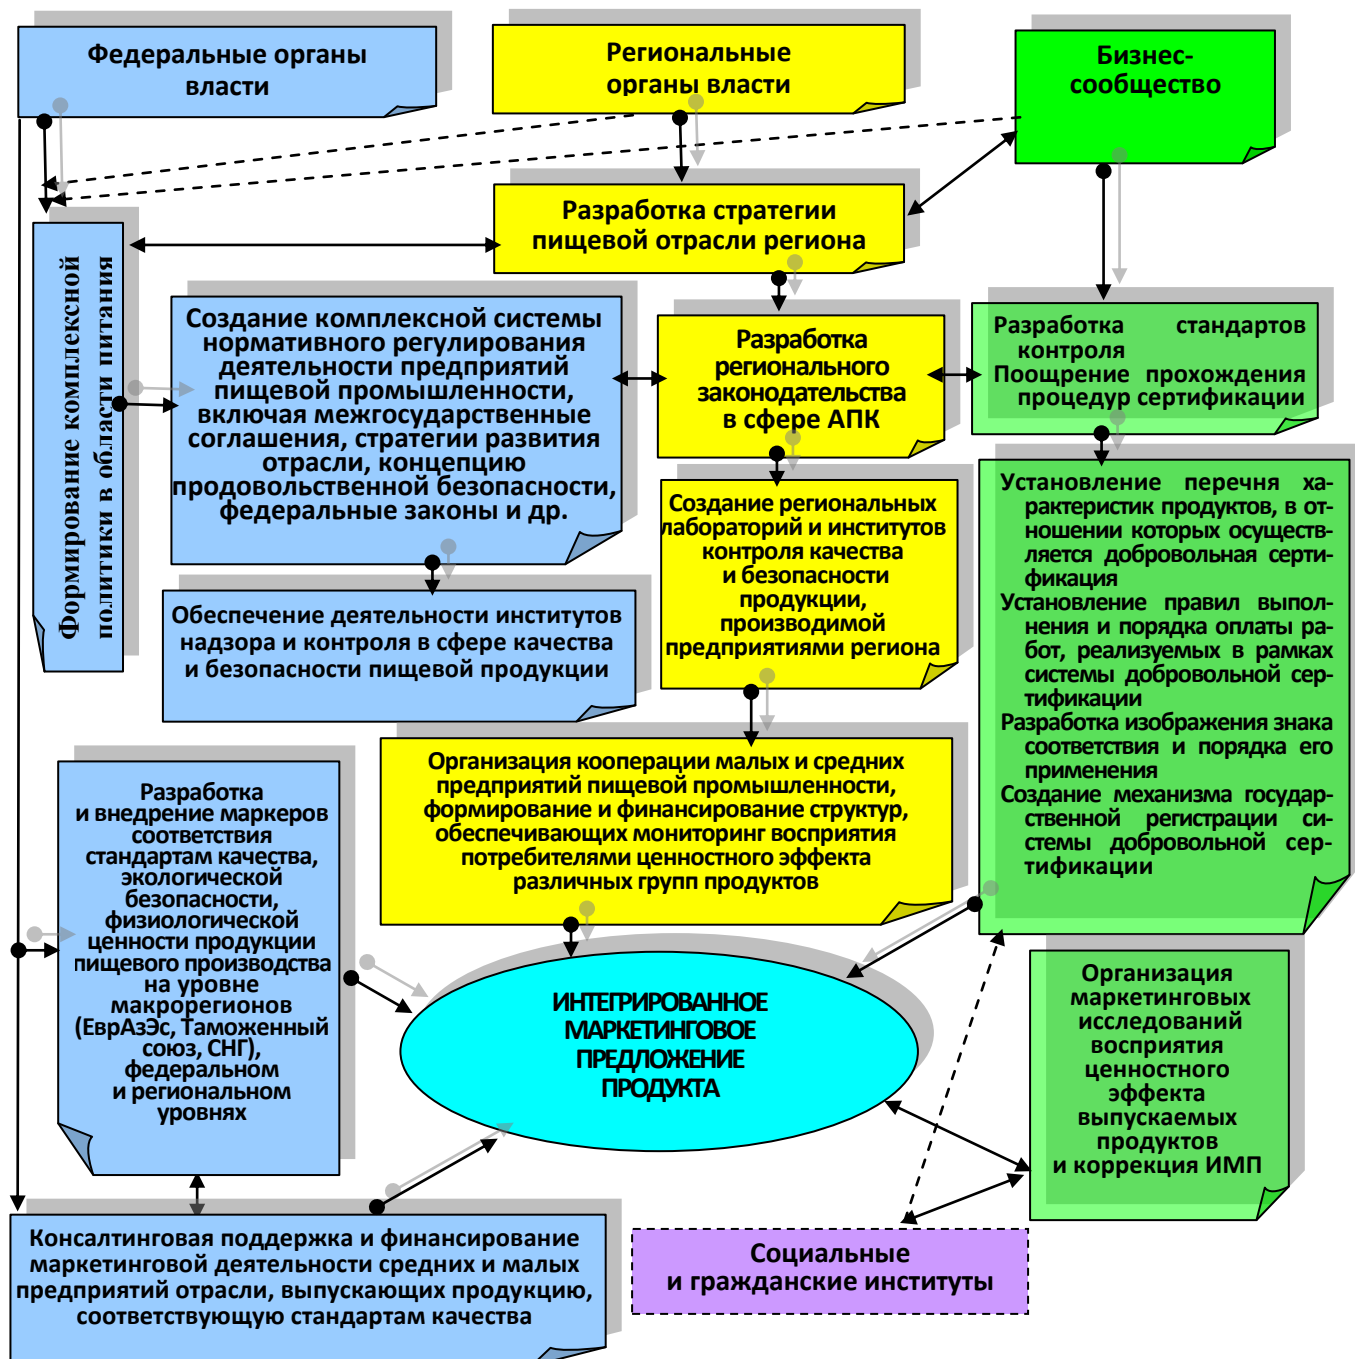 Федеральные органы
власти
Региональные
органы власти
Бизнес-
сообщество
Разработка стратегии
пищевой отрасли региона
Формирование комплексной
политики в области питания
Создание комплексной системы
нормативного регулирования
деятельности предприятий
пищевой промышленности,
включая межгосударственные
соглашения, стратегии развития
отрасли, концепцию
продовольственной безопасности,
федеральные законы и др.
Разработка
регионального
законодательства
в сфере АПК
Разработка стандартов
контроля
Поощрение прохождения
процедур сертификации
Обеспечение деятельности институтов
надзора и контроля в сфере качества
и безопасности пищевой продукции
Создание региональных
лабораторий и институтов
контроля качества
и безопасности
продукции,
производимой
предприятиями региона
Установление перечня ха-
рактеристик продуктов, в от-
ношении которых осуществ-
ляется добровольная серти-
фикация
Установление правил выпол-
нения и порядка оплаты ра-
бот, реализуемых в рамках
системы добровольной сер-
тификации
Разработка изображения знака
соответствия и порядка его
применения
Создание механизма государ-
ственной регистрации си-
стемы добровольной сер-
тификации
Организация кооперации малых и средних
предприятий пищевой промышленности,
формирование и финансирование структур,
обеспечивающих мониторинг восприятия
потребителями ценностного эффекта
различных групп продуктов
Разработка
и внедрение маркеров
соответствия
стандартам качества,
экологической
безопасности,
физиологической
ценности продукции
пищевого производства
на уровне
макрорегионов
(ЕврАзЭс, Таможенный
союз, СНГ),
федеральном
и региональном
уровнях
ИНТЕГРИРОВАННОЕ
МАРКЕТИНГОВОЕ
ПРЕДЛОЖЕНИЕ
ПРОДУКТА
Организация
маркетинговых
исследований
восприятия
ценностного
эффекта
выпускаемых
продуктов
и коррекция ИМП
Консалтинговая поддержка и финансирование
маркетинговой деятельности средних и малых
предприятий отрасли, выпускающих продукцию,
соответствующую стандартам качества
Социальные
и гражданские институты